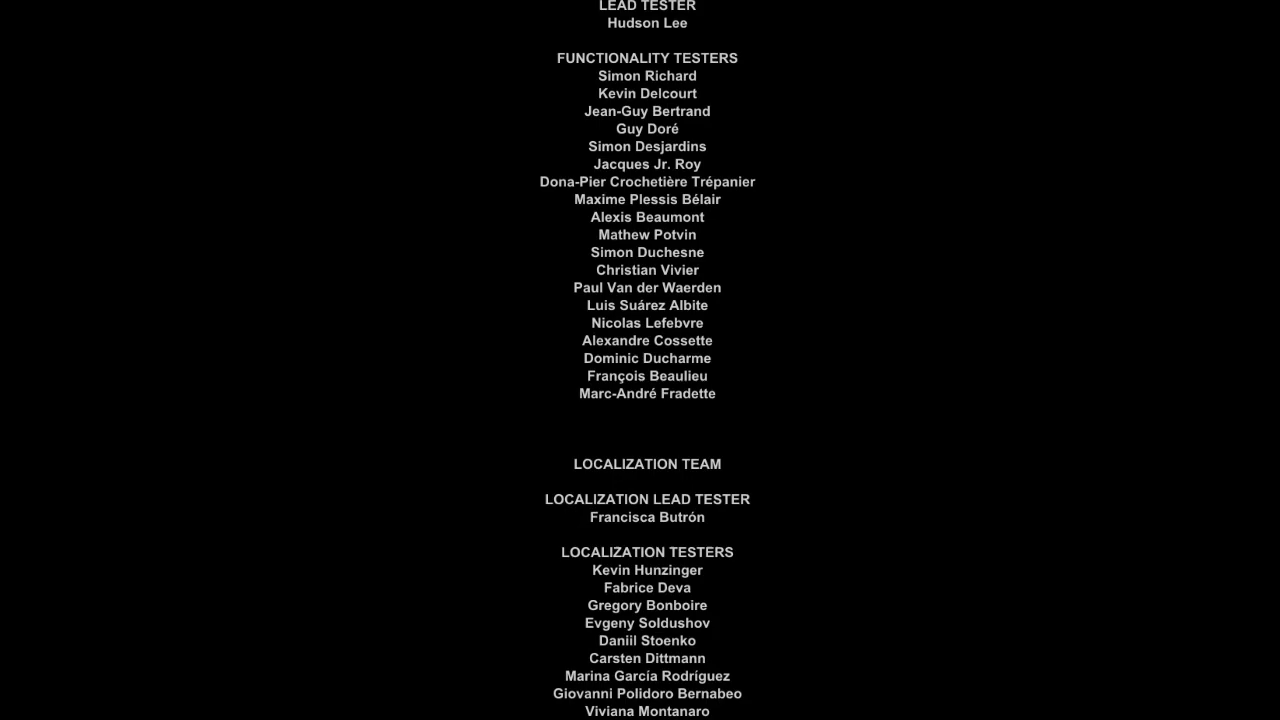 LEAD TESTER
Hudson Lee
FUNCTIONALITY TESTERS
Simon Richard
Kevin Delcourt
Jean-Guy Bertrand
Guy Doré
Simon Desjardins
Jacques Jr. Roy
Dona-Pier Crochetière Trépanier
Maxime Plessis Bélair
Alexis Beaumont
Mathew Potvin
Simon Duchesne
Christian Vivier
Paul Van der Waerden
Luis Suárez Albite
Nicolas Lefebvre
Alexandre Cossette
Dominic Ducharme
François Beaulieu
Marc-André Fradette
LOCALIZATION TEAM
LOCALIZATION LEAD TESTER
Francisca Butrón
LOCALIZATION TESTERS
Kevin Hunzinger
Fabrice Deva
Gregory Bonboire
Evgeny Soldushov
Daniil Stoenko
Carsten Dittmann
Marina García Rodríguez
Giovanni Polidoro Bernabeo
Viviana Montanaro